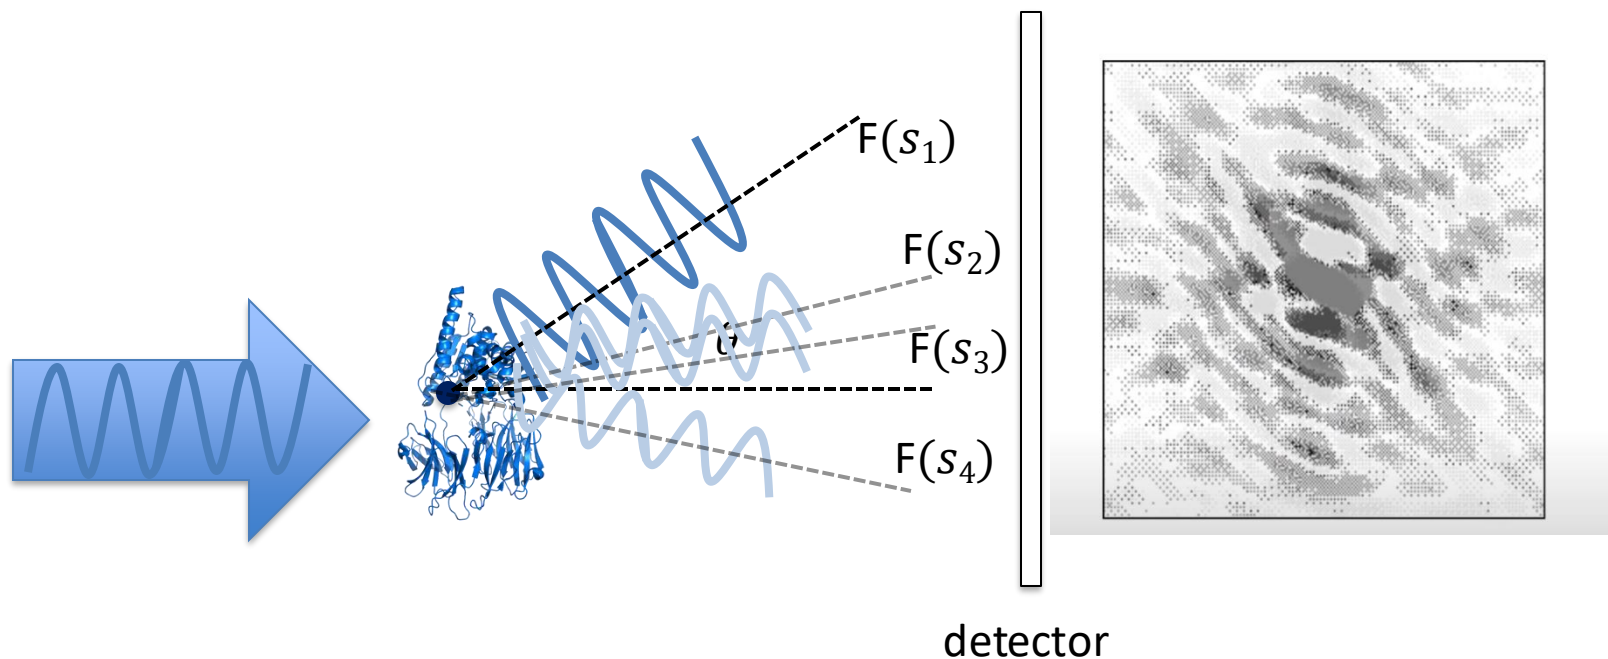 F(s₁)
F(s₂)
F(s₃)
F(s₄)
detector